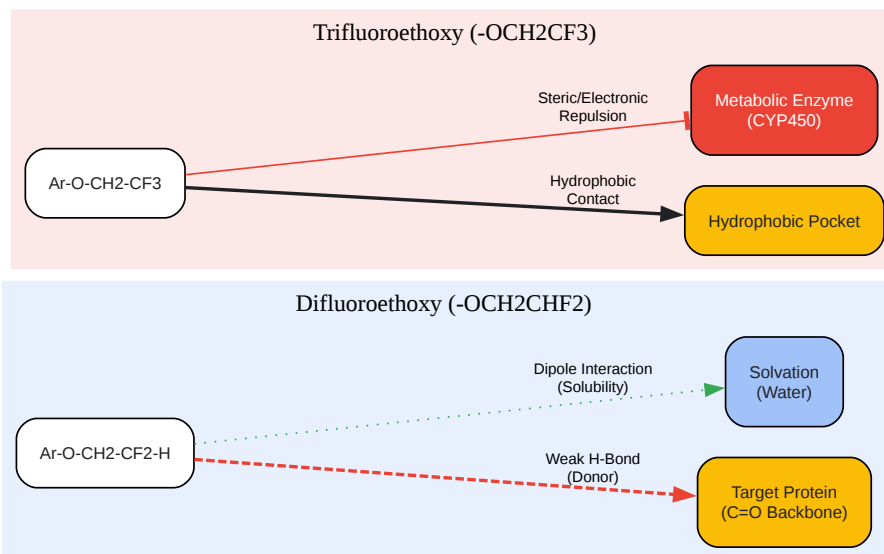 Trifluoroethoxy (-OCH2CF3)
Steric/Electronic
Repulsion
Metabolic Enzyme
(CYP450)
Ar-O-CH2-CF3
Hydrophobic
Contact
Hydrophobic Pocket
Difluoroethoxy (-OCH2CHF2)
Dipole Interaction
(Solubility)
Solvation
(Water)
Ar-O-CH2-CF2-H
Weak H-Bond
(Donor)
Target Protein
(C=O Backbone)